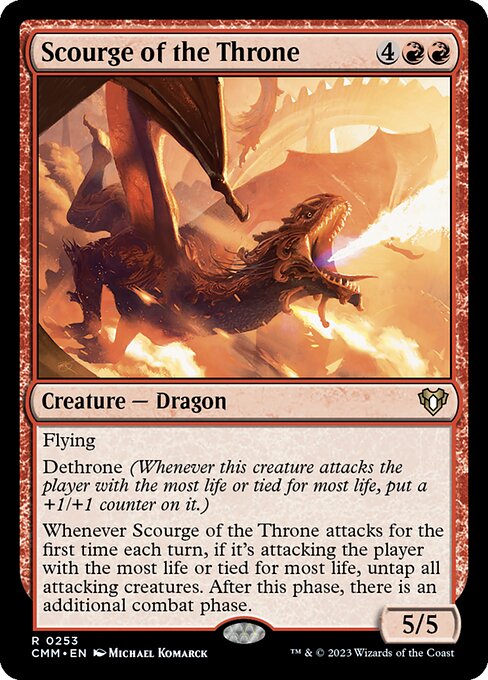 Scourge of the Throne 4
Creature — Dragon
Flying
Dethrone (Whenever this creature attacks the
player with the most life or tied for most life, put a
+1/+1 counter on it.)
Whenever Scourge of the Throne attacks for the
first time each turn, if it's attacking the player
with the most life or tied for most life, untap all
attacking creatures. After this phase, there is an
additional combat phase.
5/5
R 0253
CMM • EN Michael Komarck
™ & © 2023 Wizards of the Coast